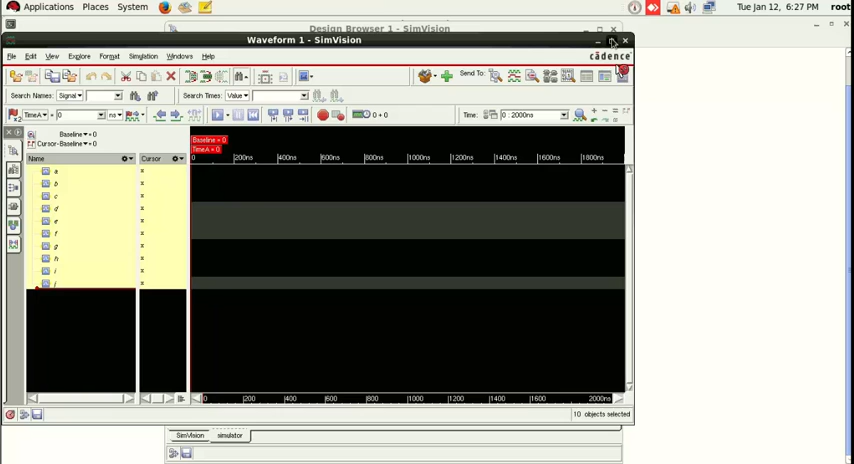 Applications Places System
Tue Jan 12, 6:27 PM root
Design Browser 1 - SimVision
Waveform 1 - SimVision
File Edit View Explore Format Simulation Windows Help
cādence
Send To:
Search Names: Signal
Search Times: Value
TimeA = 0
ns
0 + 0
Time: 0 : 2000ns
Baseline = 0
Cursor-Baseline = 0
Baseline = 0
TimeA = 0
Name
Cursor
0 200ns 400ns 600ns 800ns 1000ns 1200ns 1400ns 1600ns 1800ns
a x
b x
c x
d x
e x
f x
g x
h x
i x
j x
0 200 400 600 800 1000 1200 1400 1600 2000ns
10 objects selected
SimVision simulator